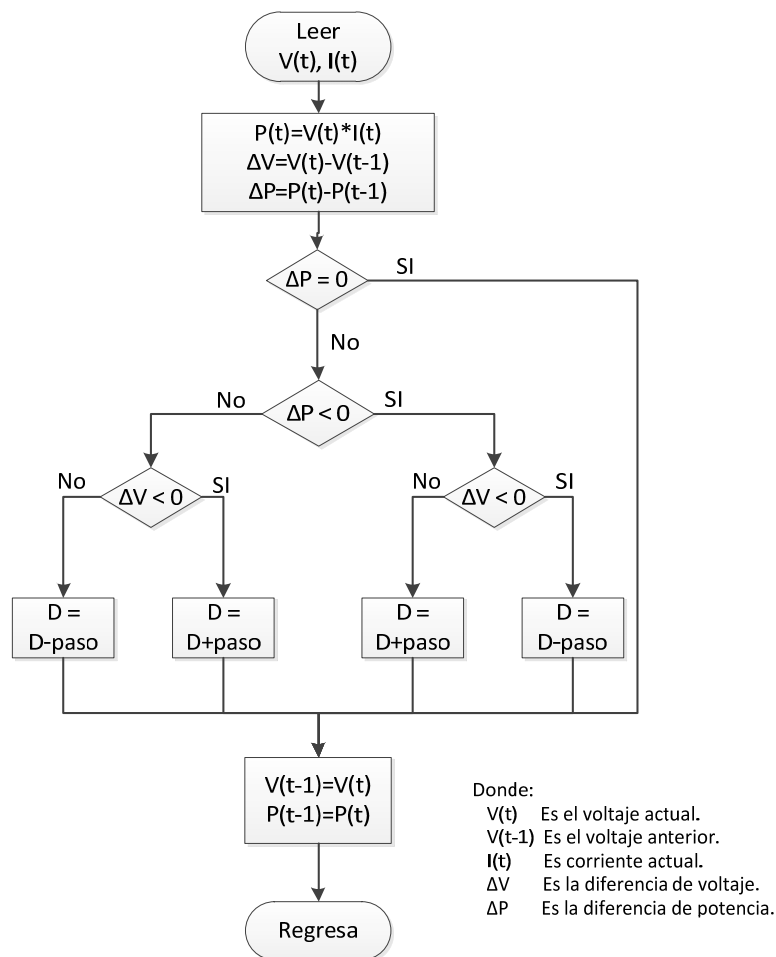 Leer
V(t), I(t)
P(t)=V(t)*I(t)
ΔV=V(t)-V(t-1)
ΔP=P(t)-P(t-1)
ΔP = 0
SI
No
ΔP < 0
No
SI
ΔV < 0
No
SI
ΔV < 0
No
SI
D =
D-paso
D =
D+paso
D =
D+paso
D =
D-paso
V(t-1)=V(t)
P(t-1)=P(t)
Regresa
Donde:
V(t) Es el voltaje actual.
V(t-1) Es el voltaje anterior.
I(t) Es corriente actual.
ΔV Es la diferencia de voltaje.
ΔP Es la diferencia de potencia.